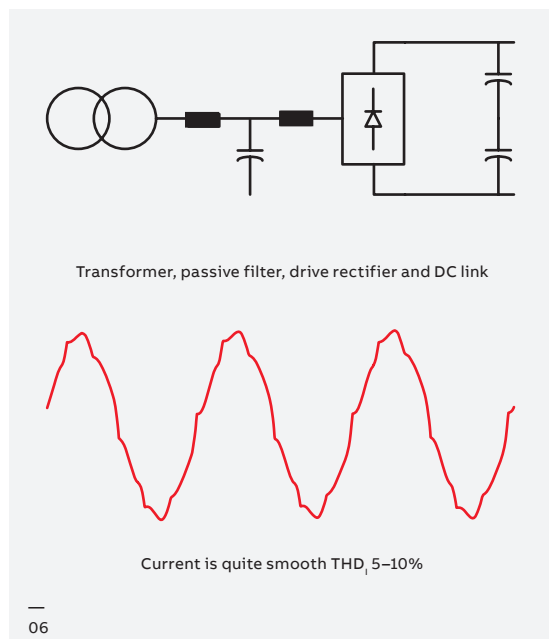 Transformer, passive filter, drive rectifier and DC link
Current is quite smooth THDI 5–10%
—
06